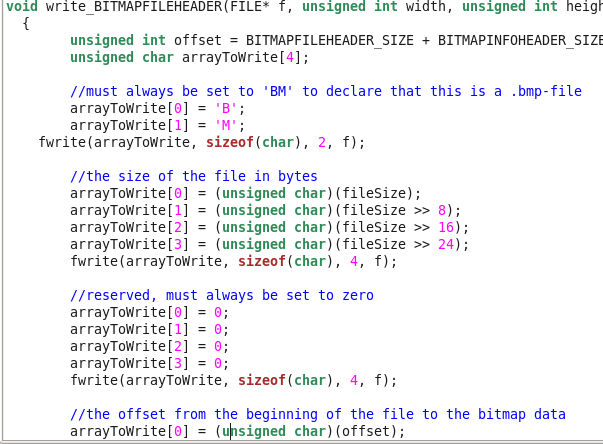 void write_BITMAPFILEHEADER(FILE* f, unsigned int width, unsigned int heigh
{
unsigned int offset = BITMAPFILEHEADER_SIZE + BITMAPINFOHEADER_SIZE
unsigned char arrayToWrite[4];
//must always be set to 'BM' to declare that this is a .bmp-file
arrayToWrite[0] = 'B';
arrayToWrite[1] = 'M';
fwrite(arrayToWrite, sizeof(char), 2, f);
//the size of the file in bytes
arrayToWrite[0] = (unsigned char)(fileSize);
arrayToWrite[1] = (unsigned char)(fileSize >> 8);
arrayToWrite[2] = (unsigned char)(fileSize >> 16);
arrayToWrite[3] = (unsigned char)(fileSize >> 24);
fwrite(arrayToWrite, sizeof(char), 4, f);
//reserved, must always be set to zero
arrayToWrite[0] = 0;
arrayToWrite[1] = 0;
arrayToWrite[2] = 0;
arrayToWrite[3] = 0;
fwrite(arrayToWrite, sizeof(char), 4, f);
//the offset from the beginning of the file to the bitmap data
arrayToWrite[0] = (unsigned char)(offset);